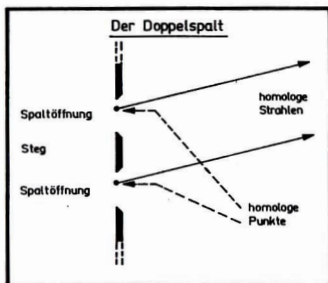 Der Doppelspalt
Spaltöffnung
homologe
Strahlen
Steg
Spaltöffnung
homologe
Punkte